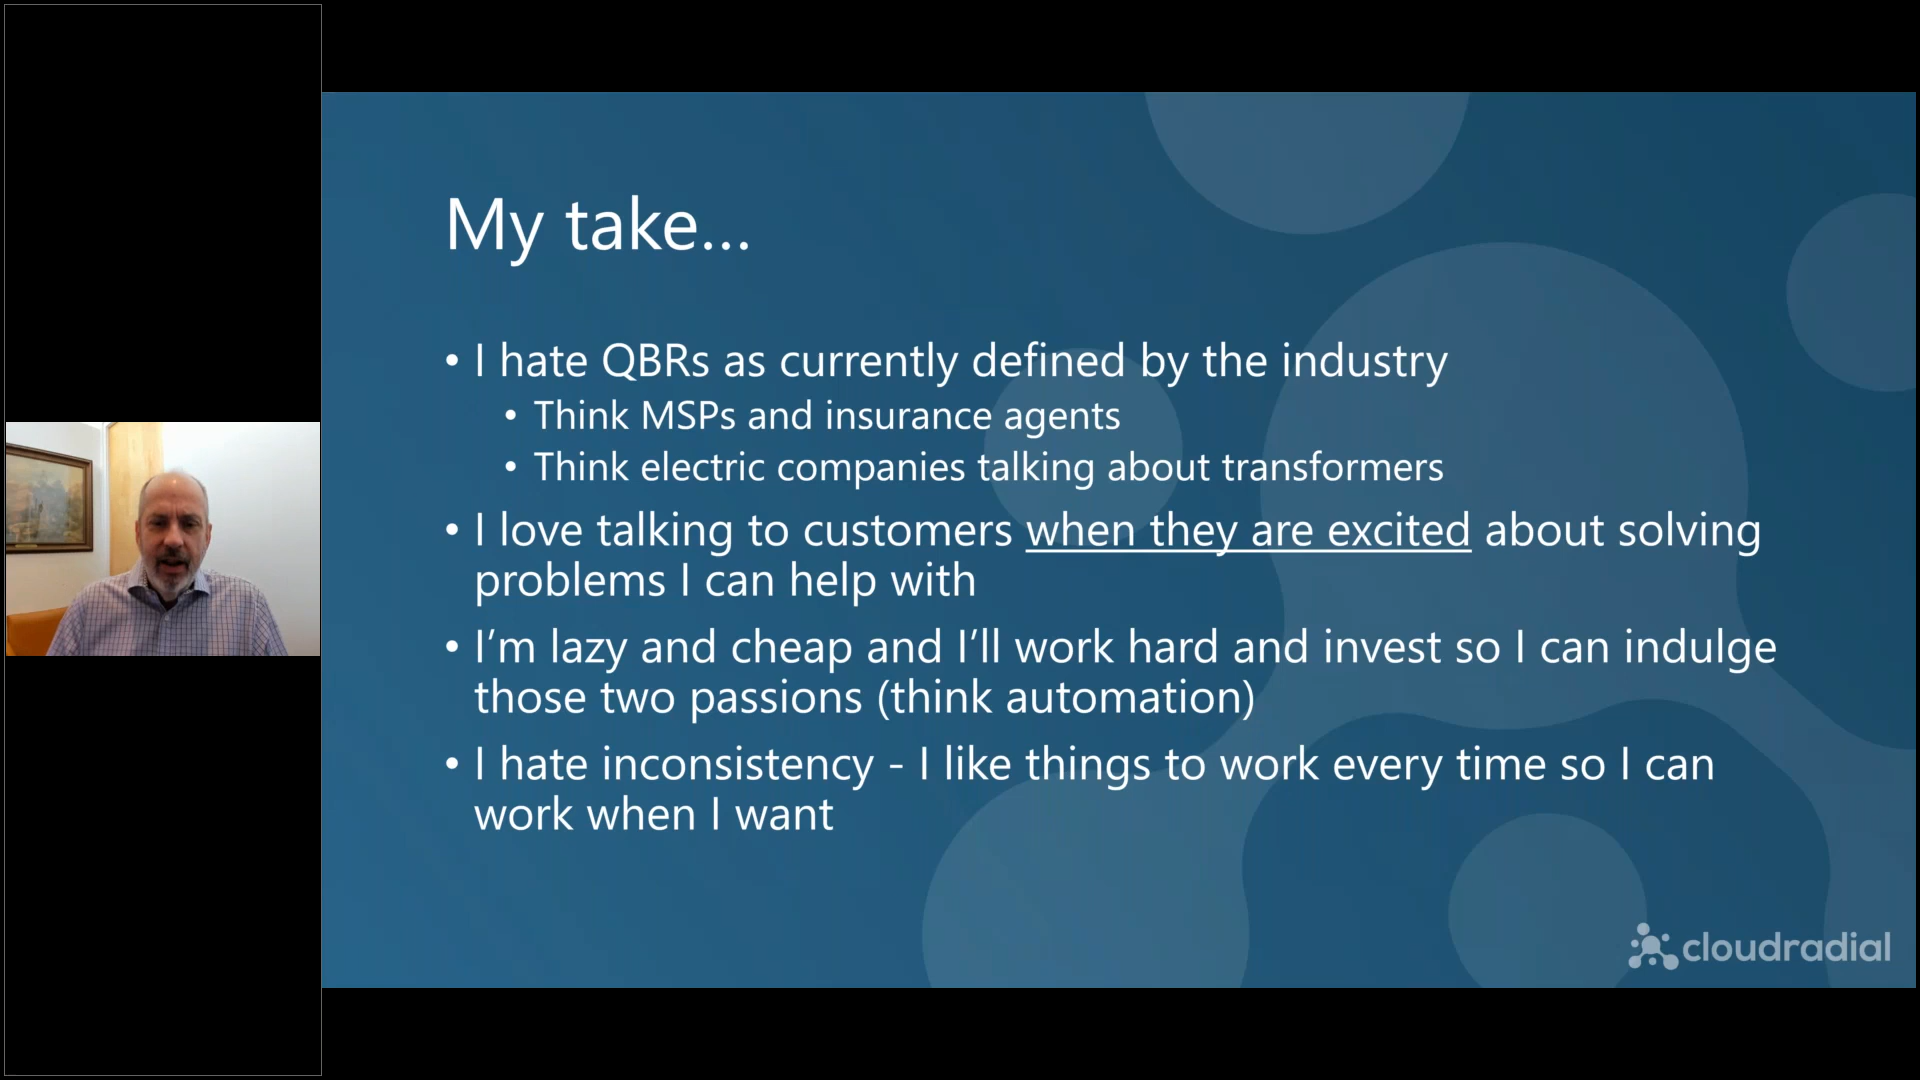 My take...
• I hate QBRs as currently defined by the industry
• Think MSPs and insurance agents
• Think electric companies talking about transformers
• I love talking to customers when they are excited about solving
problems I can help with
• I’m lazy and cheap and I’ll work hard and invest so I can indulge
those two passions (think automation)
• I hate inconsistency - I like things to work every time so I can
work when I want
cloudradial